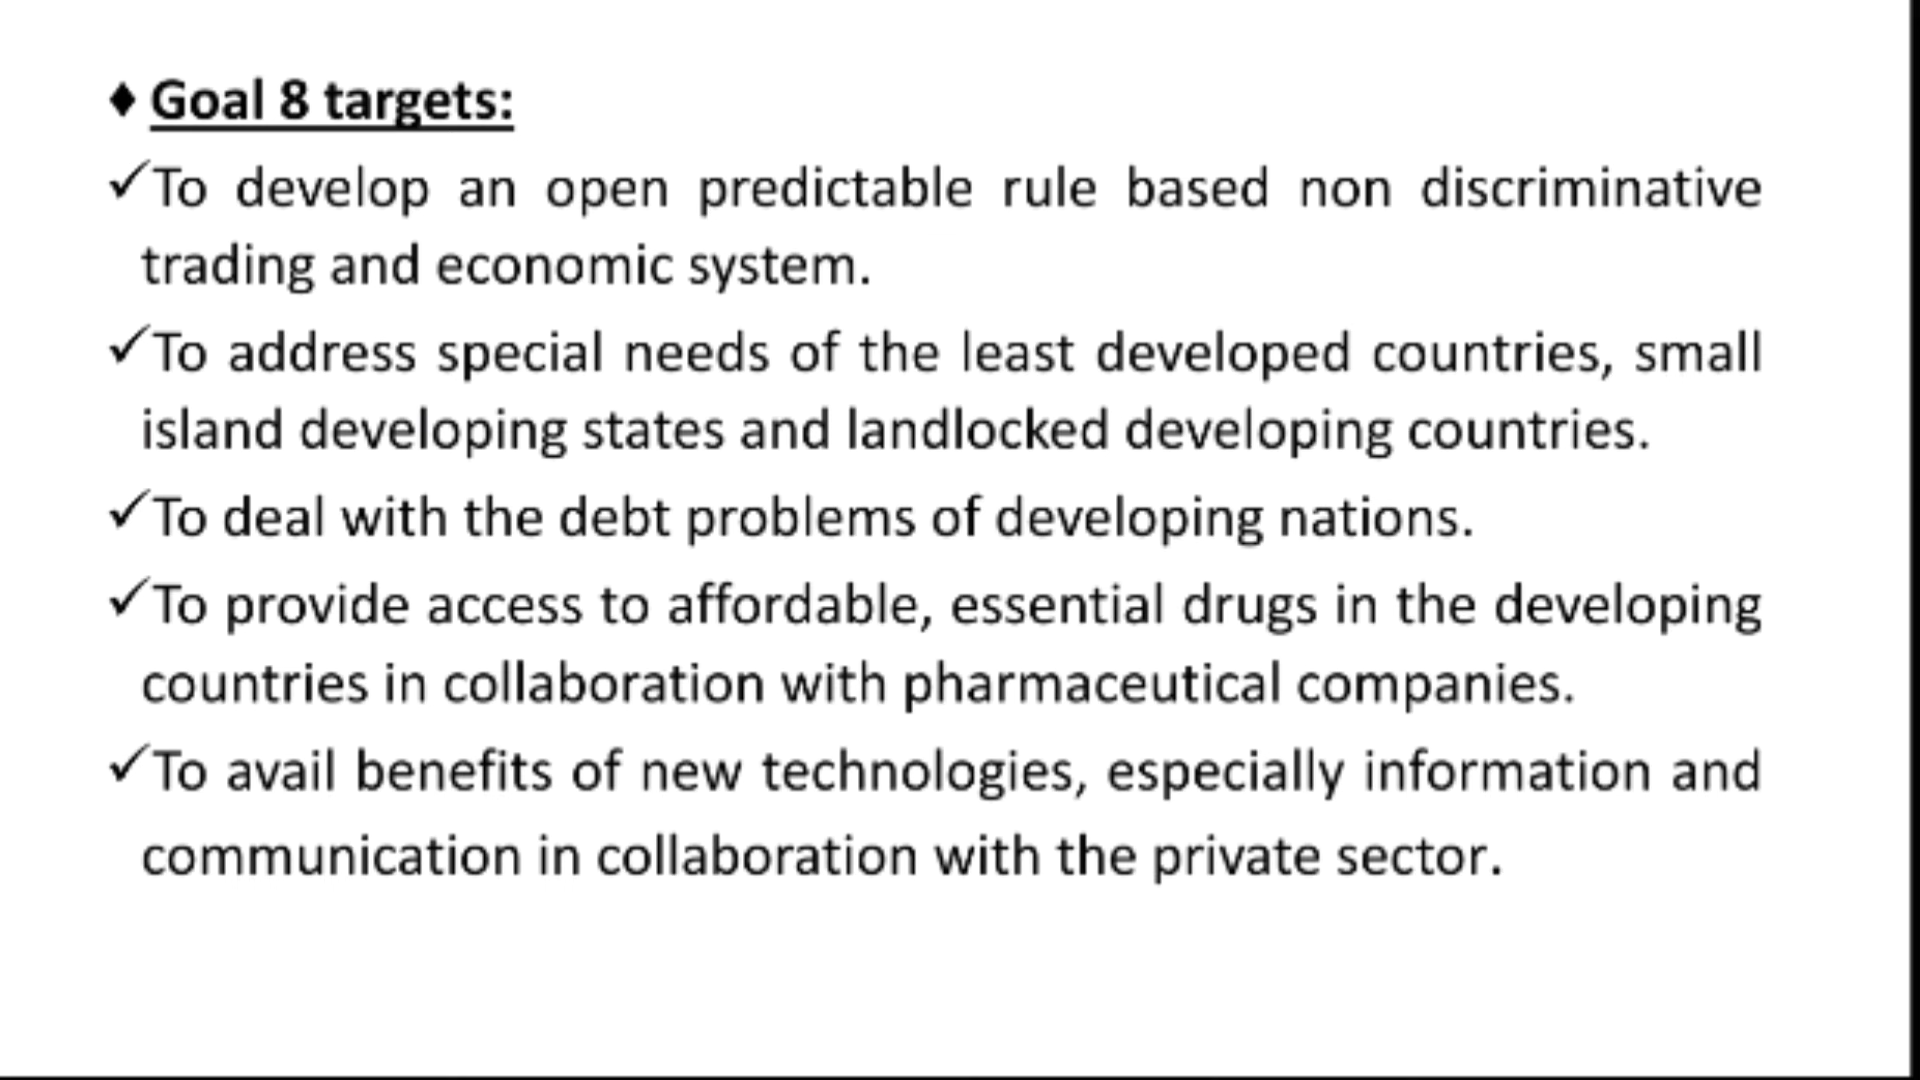 ♦ Goal 8 targets:
✓To develop an open predictable rule based non discriminative
trading and economic system.
✓To address special needs of the least developed countries, small
island developing states and landlocked developing countries.
✓To deal with the debt problems of developing nations.
✓To provide access to affordable, essential drugs in the developing
countries in collaboration with pharmaceutical companies.
✓To avail benefits of new technologies, especially information and
communication in collaboration with the private sector.